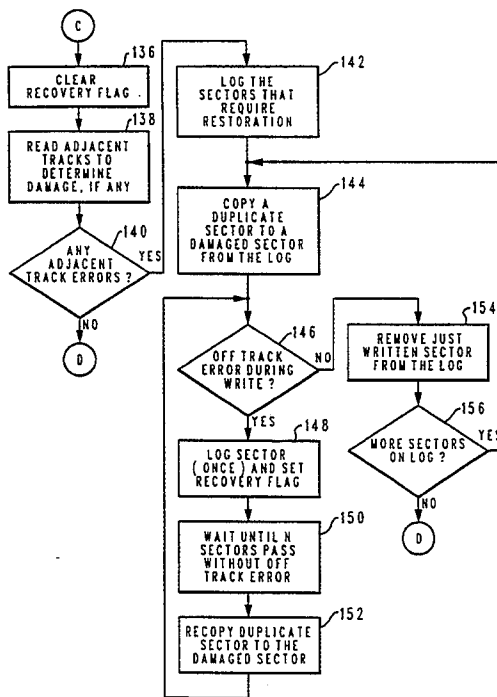 C
136
CLEAR
RECOVERY FLAG .
138
READ ADJACENT
TRACKS TO
DETERMINE
DAMAGE, IF ANY
140
ANY
ADJACENT
TRACK ERRORS ?
YES
NO
D
142
LOG THE
SECTORS THAT
REQUIRE
RESTORATION
144
COPY A
DUPLICATE
SECTOR TO A
DAMAGED SECTOR
FROM THE LOG
146
OFF TRACK
ERROR DURING
WRITE ?
NO
YES
148
LOG SECTOR
(ONCE) AND SET
RECOVERY FLAG
150
WAIT UNTIL N
SECTORS PASS
WITHOUT OFF
TRACK ERROR
152
RECOPY DUPLICATE
SECTOR TO THE
DAMAGED SECTOR
154
REMOVE JUST
WRITTEN SECTOR
FROM THE LOG
156
MORE SECTORS
ON LOG ?
YES
NO
D